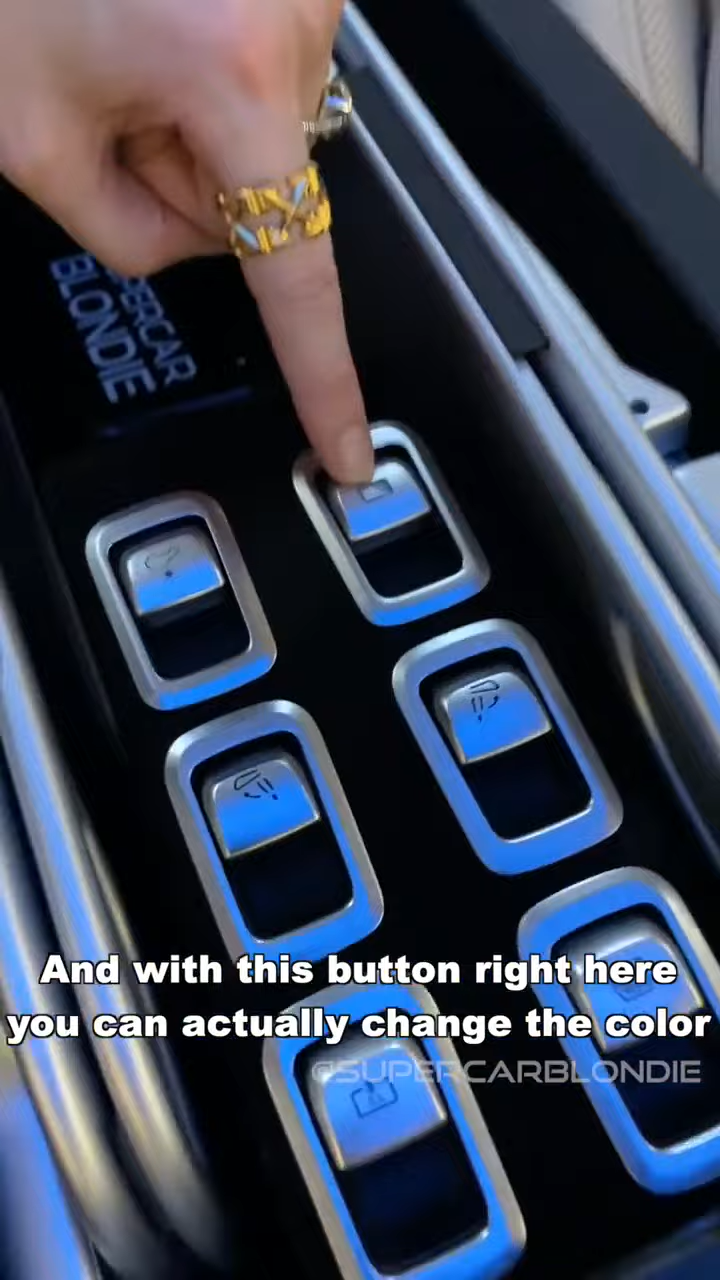 SUPERCAR
BLONDIE
And with this button right here
you can actually change the color
@SUPERCARBLONDIE